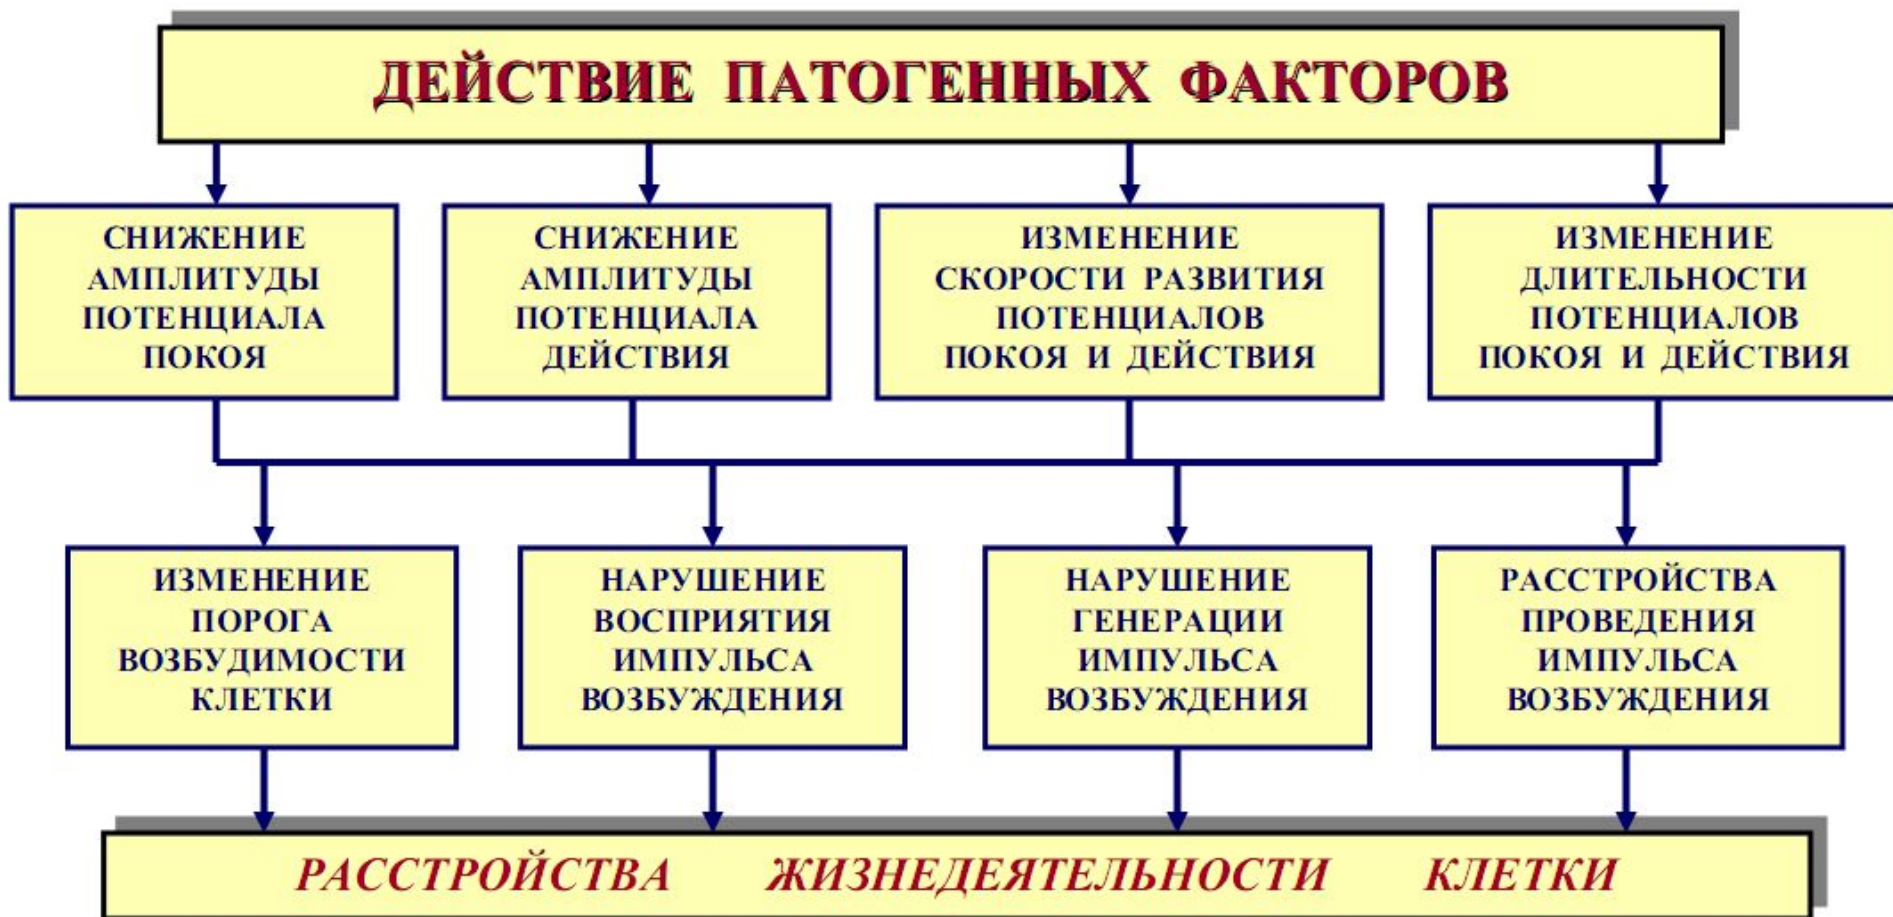 ДЕЙСТВИЕ ПАТОГЕННЫХ ФАКТОРОВ
СНИЖЕНИЕ
АМПЛИТУДЫ
ПОТЕНЦИАЛА
ПОКОЯ
СНИЖЕНИЕ
АМПЛИТУДЫ
ПОТЕНЦИАЛА
ДЕЙСТВИЯ
ИЗМЕНЕНИЕ
СКОРОСТИ РАЗВИТИЯ
ПОТЕНЦИАЛОВ
ПОКОЯ И ДЕЙСТВИЯ
ИЗМЕНЕНИЕ
ДЛИТЕЛЬНОСТИ
ПОТЕНЦИАЛОВ
ПОКОЯ И ДЕЙСТВИЯ
ИЗМЕНЕНИЕ
ПОРОГА
ВОЗБУДИМОСТИ
КЛЕТКИ
НАРУШЕНИЕ
ВОСПРИЯТИЯ
ИМПУЛЬСА
ВОЗБУЖДЕНИЯ
НАРУШЕНИЕ
ГЕНЕРАЦИИ
ИМПУЛЬСА
ВОЗБУЖДЕНИЯ
РАССТРОЙСТВА
ПРОВЕДЕНИЯ
ИМПУЛЬСА
ВОЗБУЖДЕНИЯ
РАССТРОЙСТВА ЖИЗНЕДЕЯТЕЛЬНОСТИ КЛЕТКИ